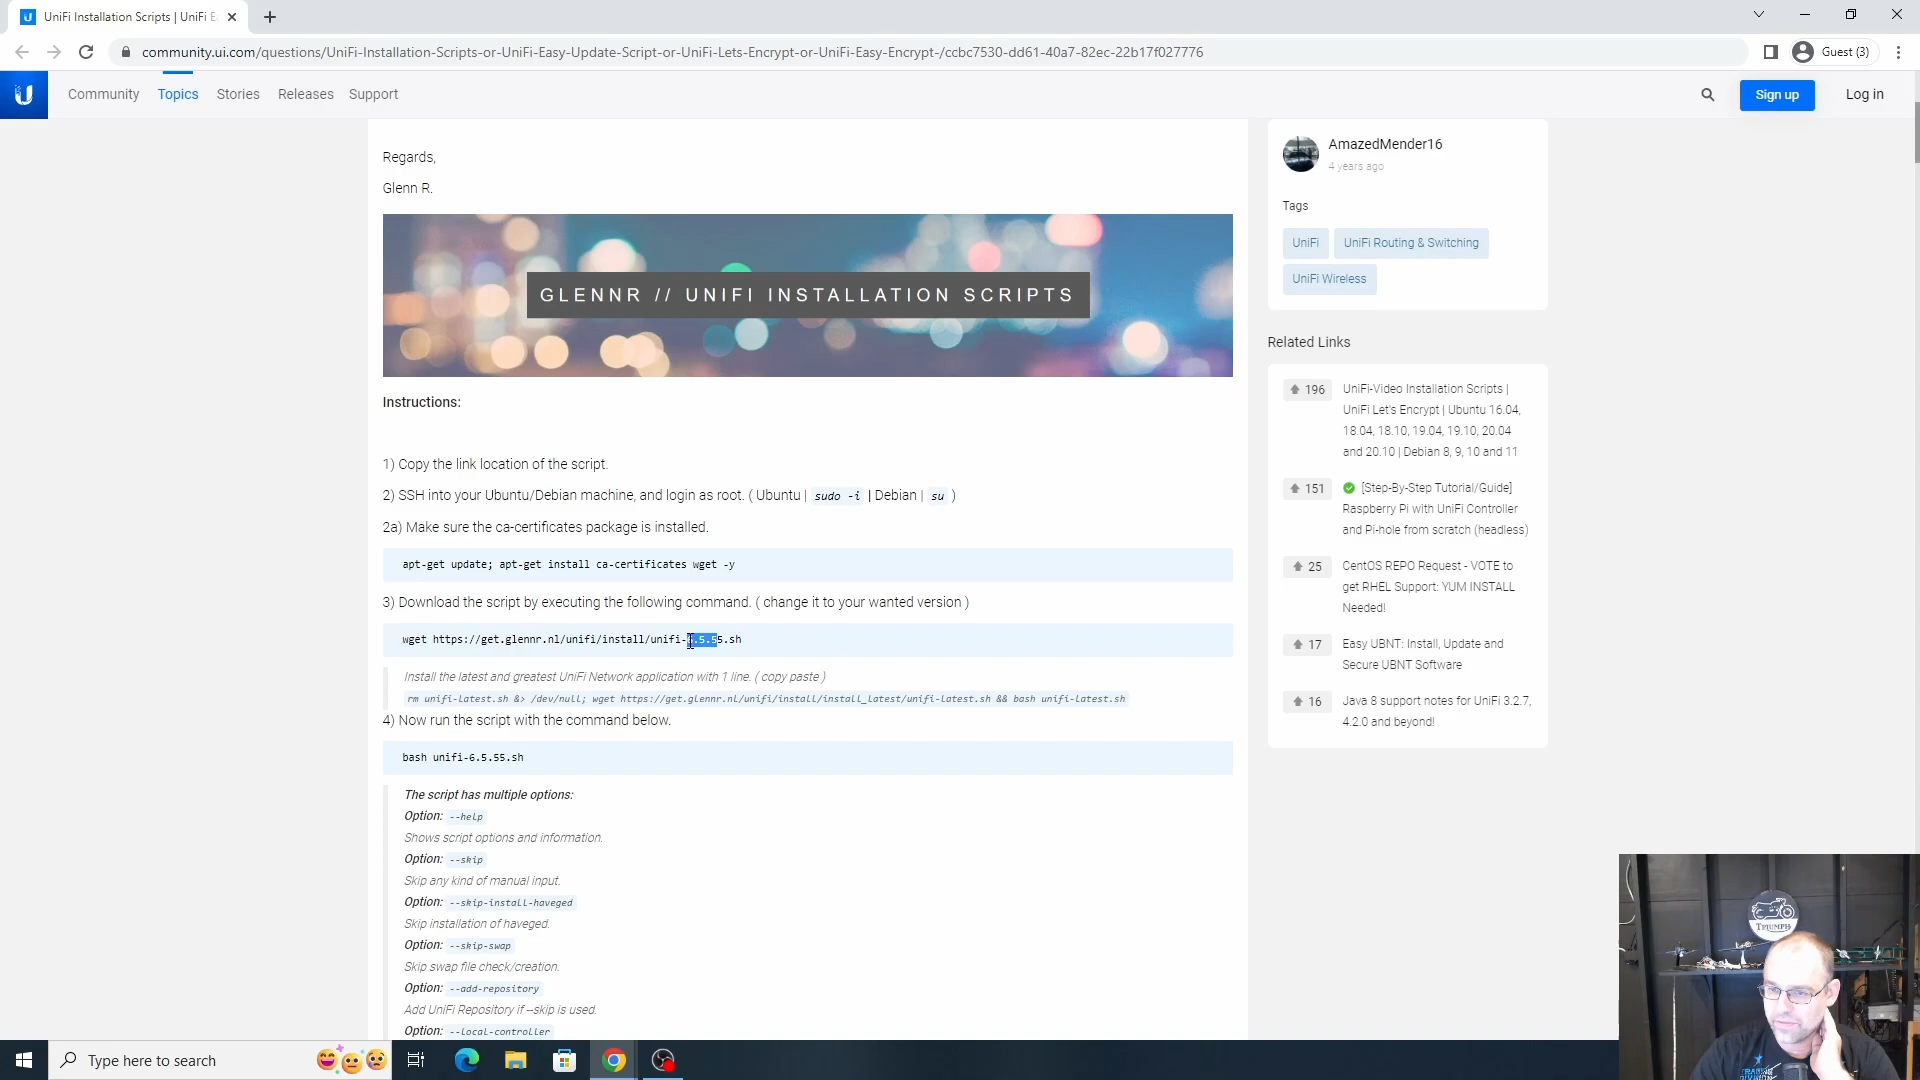 UniFi Installation Scripts | UniFi E
community.ui.com/questions/UniFi-Installation-Scripts-or-UniFi-Easy-Update-Script-or-UniFi-Lets-Encrypt-or-UniFi-Easy-Encrypt-/ccbc7530-dd61-40a7-82ec-22b17f027776
Guest (3)
Community
Topics
Stories
Releases
Support
Sign up
Log in
Regards,
Glenn R.
GLENNR // UNIFI INSTALLATION SCRIPTS
Instructions:
1) Copy the link location of the script.
2) SSH into your Ubuntu/Debian machine, and login as root. ( Ubuntu | sudo -i | Debian | su )
2a) Make sure the ca-certificates package is installed.
apt-get update; apt-get install ca-certificates wget -y
3) Download the script by executing the following command. ( change it to your wanted version )
wget https://get.glennr.nl/unifi/install/unifi-6.5.55.sh
Install the latest and greatest UniFi Network application with 1 line. ( copy paste )
rm unifi-latest.sh &> /dev/null; wget https://get.glennr.nl/unifi/install/install_latest/unifi-latest.sh && bash unifi-latest.sh
4) Now run the script with the command below.
bash unifi-6.5.55.sh
The script has multiple options:
Option: --help
Shows script options and information.
Option: --skip
Skip any kind of manual input.
Option: --skip-install-haveged
Skip installation of haveged.
Option: --skip-swap
Skip swap file check/creation.
Option: --add-repository
Add UniFi Repository if --skip is used.
Option: --local-controller
AmazedMender16
4 years ago
Tags
UniFi
UniFi Routing & Switching
UniFi Wireless
Related Links
196
UniFi-Video Installation Scripts |
UniFi Let's Encrypt | Ubuntu 16.04,
18.04, 18.10, 19.04, 19.10, 20.04
and 20.10 | Debian 8, 9, 10 and 11
151
[Step-By-Step Tutorial/Guide]
Raspberry Pi with UniFi Controller
and Pi-hole from scratch (headless)
25
CentOS REPO Request - VOTE to
get RHEL Support: YUM INSTALL
Needed!
17
Easy UBNT: Install, Update and
Secure UBNT Software
16
Java 8 support notes for UniFi 3.2.7,
4.2.0 and beyond!
TRIUMPH
Type here to search